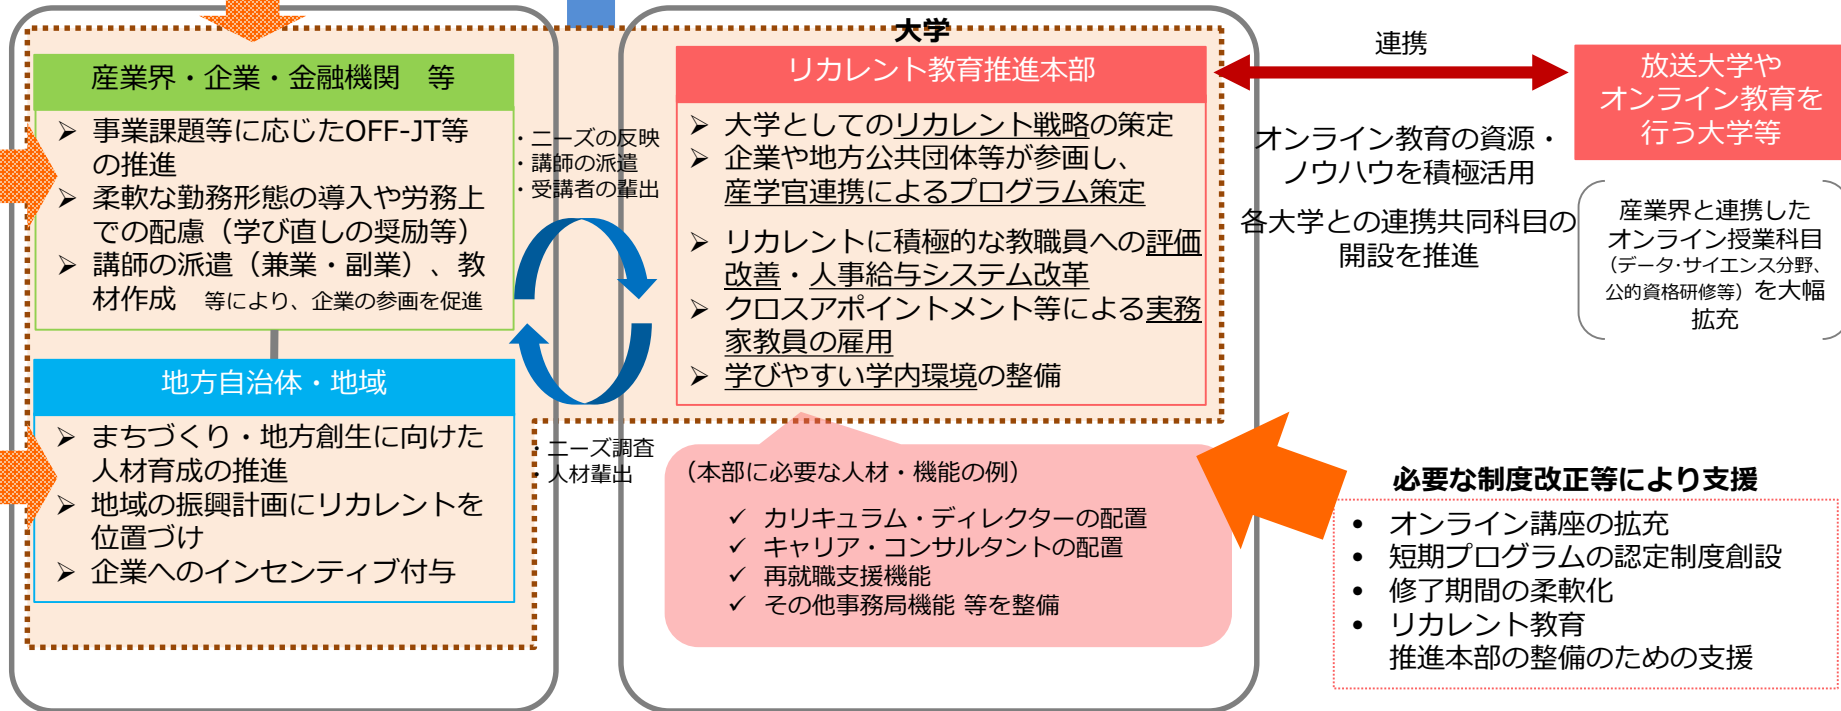 産業界・企業・金融機関　等
➢ 事業課題等に応じたOFF-JT等
の推進
➢ 柔軟な勤務形態の導入や労務上
での配慮（学び直しの奨励等）
➢ 講師の派遣（兼業・副業）、教
材作成　等により、企業の参画を促進
地方自治体・地域
➢ まちづくり・地方創生に向けた
人材育成の推進
➢ 地域の振興計画にリカレントを
位置づけ
➢ 企業へのインセンティブ付与
・ニーズの反映
・講師の派遣
・受講者の輩出
・ニーズ調査
・人材輩出
大学
リカレント教育推進本部
➢ 大学としてのリカレント戦略の策定
➢ 企業や地方公共団体等が参画し、
産学官連携によるプログラム策定
➢ リカレントに積極的な教職員への評価
改善・人事給与システム改革
➢ クロスアポイントメント等による実務
家教員の雇用
➢ 学びやすい学内環境の整備
（本部に必要な人材・機能の例）
✓ カリキュラム・ディレクターの配置
✓ キャリア・コンサルタントの配置
✓ 再就職支援機能
✓ その他事務局機能 等を整備
連携
オンライン教育の資源・
ノウハウを積極活用
各大学との連携共同科目の
開設を推進
放送大学や
オンライン教育を
行う大学等
産業界と連携した
オンライン授業科目
（データ・サイエンス分野、
公的資格研修等）を大幅
拡充
必要な制度改正等により支援
• オンライン講座の拡充
• 短期プログラムの認定制度創設
• 修了期間の柔軟化
• リカレント教育
推進本部の整備のための支援